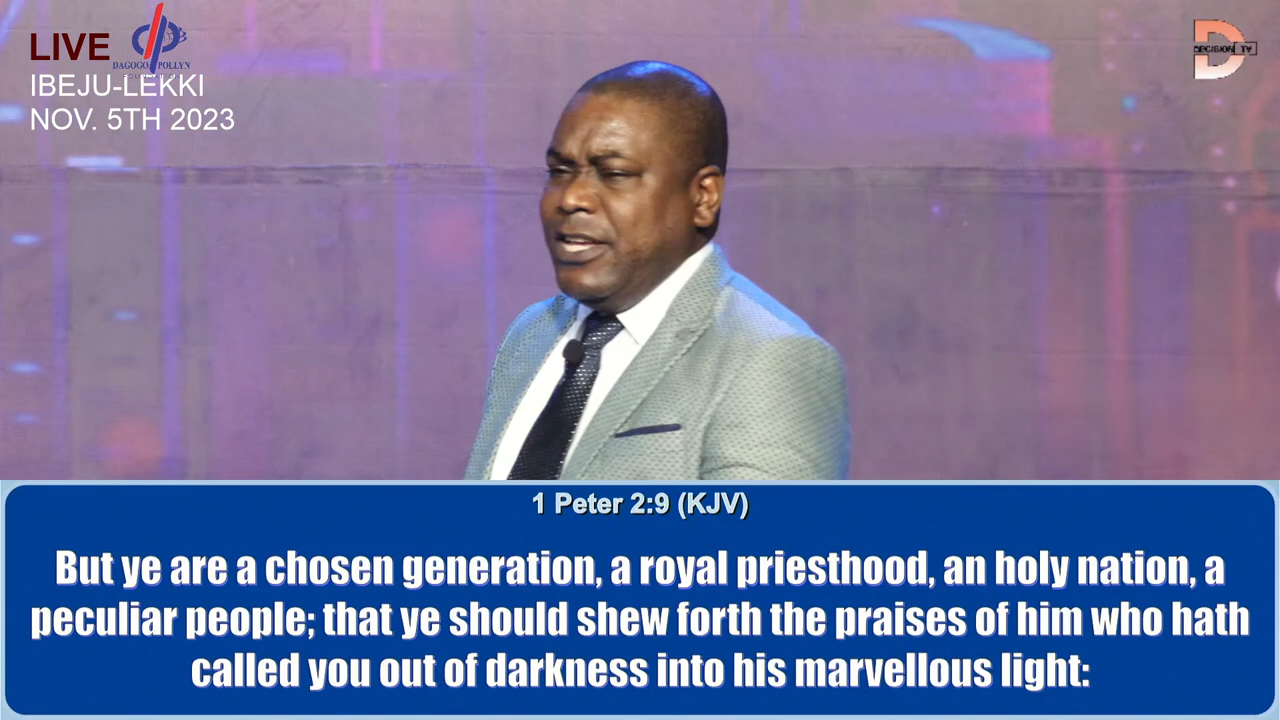 LIVE
DAGOGO POLLYN
IBEJU-LEKKI
NOV. 5TH 2023
DECISION TV
1 Peter 2:9 (KJV)
But ye are a chosen generation, a royal priesthood, an holy nation, a
peculiar people; that ye should shew forth the praises of him who hath
called you out of darkness into his marvellous light: